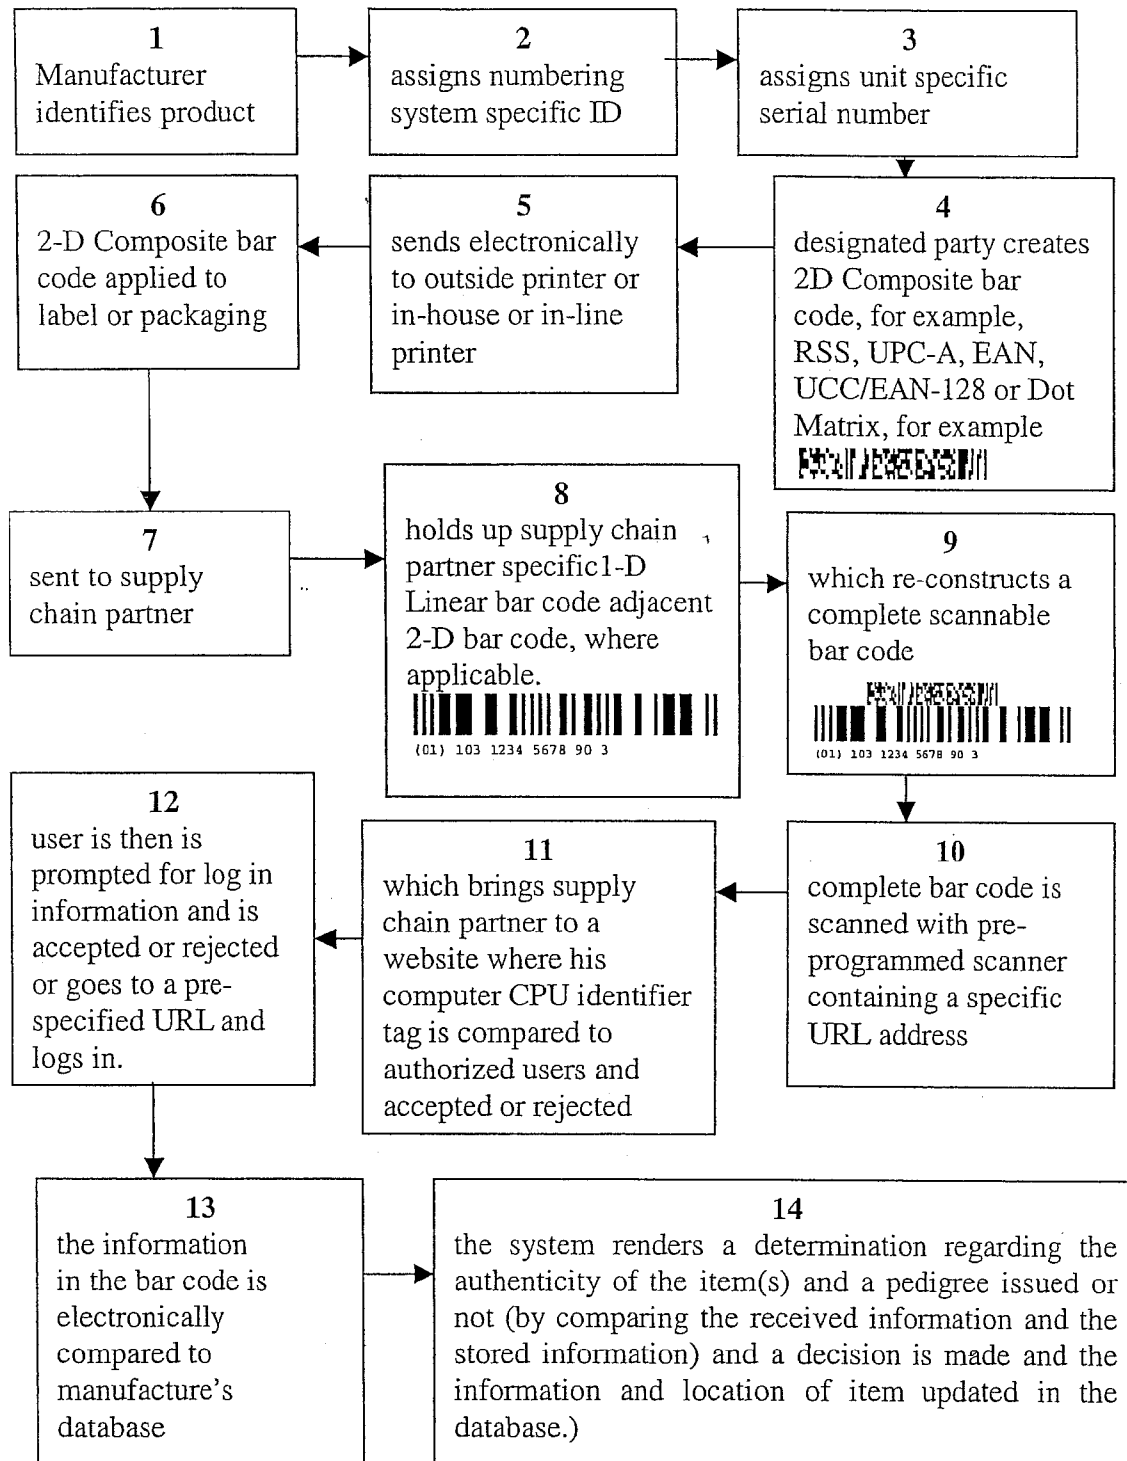 1
Manufacturer
identifies product
2
assigns numbering
system specific ID
3
assigns unit specific
serial number
4
designated party creates
2D Composite bar
code, for example,
RSS, UPC-A, EAN,
UCC/EAN-128 or Dot
Matrix, for example
5
sends electronically
to outside printer or
in-house or in-line
printer
6
2-D Composite bar
code applied to
label or packaging
7
sent to supply
chain partner
8
holds up supply chain
partner specific1-D
Linear bar code adjacent
2-D bar code, where
applicable.
(01) 103 1234 5678 90 3
9
which re-constructs a
complete scannable
bar code
(01) 103 1234 5678 90 3
10
complete bar code is
scanned with pre-
programmed scanner
containing a specific
URL address
11
which brings supply
chain partner to a
website where his
computer CPU identifier
tag is compared to
authorized users and
accepted or rejected
12
user is then is
prompted for log in
information and is
accepted or rejected
or goes to a pre-
specified URL and
logs in.
13
the information
in the bar code is
electronically
compared to
manufacture's
database
14
the system renders a determination regarding the
authenticity of the item(s) and a pedigree issued or
not (by comparing the received information and the
stored information) and a decision is made and the
information and location of item updated in the
database.)